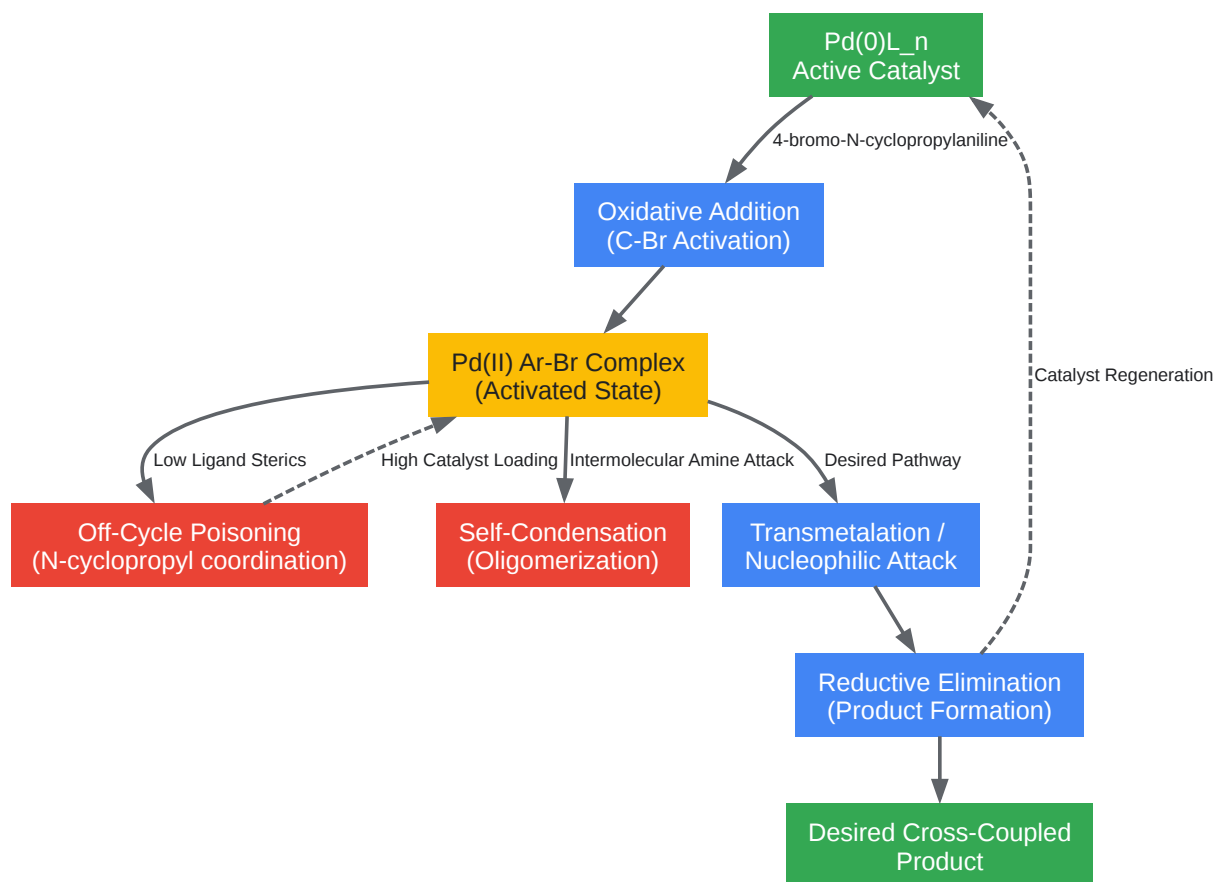 Pd(0)L_n
Active Catalyst
4-bromo-N-cyclopropylaniline
Oxidative Addition
(C-Br Activation)
Pd(II) Ar-Br Complex
(Activated State)
Catalyst Regeneration
Low Ligand Sterics
High Catalyst Loading
Intermolecular Amine Attack
Desired Pathway
Off-Cycle Poisoning
(N-cyclopropyl coordination)
Self-Condensation
(Oligomerization)
Transmetalation /
Nucleophilic Attack
Reductive Elimination
(Product Formation)
Desired Cross-Coupled
Product